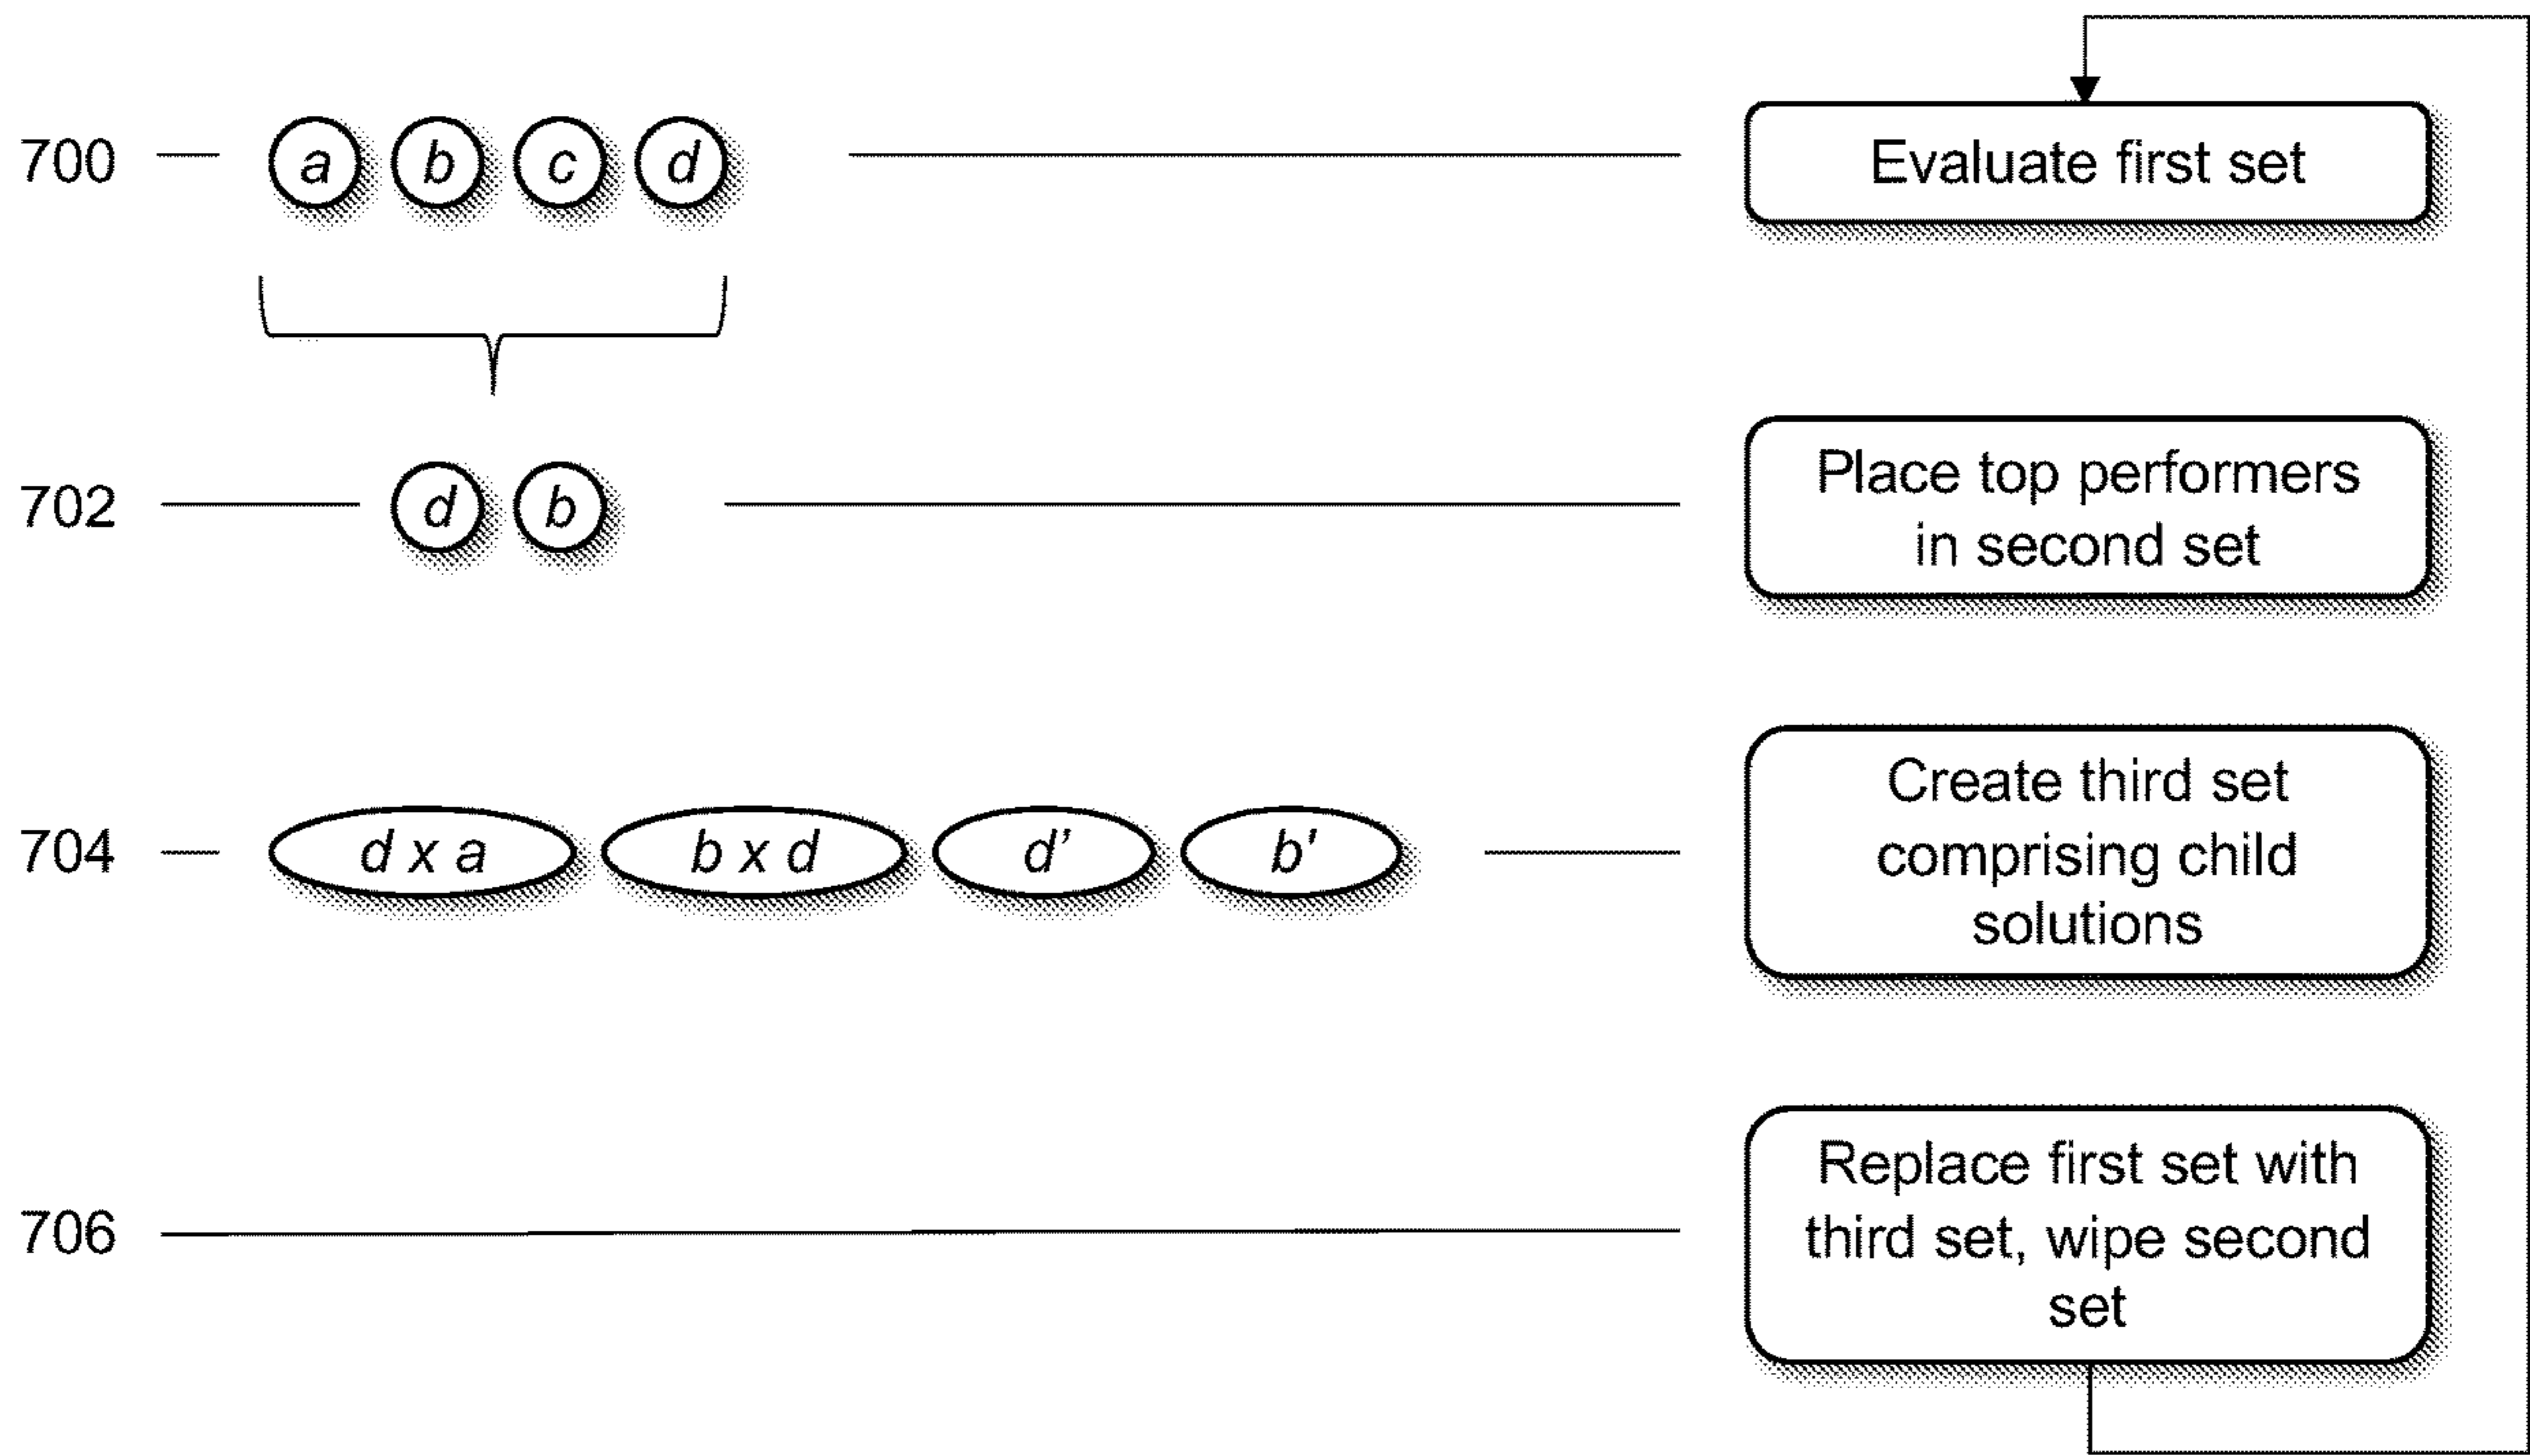 700 a b c d Evaluate first set
702 d b Place top performers
in second set
704 d x a b x d d’ b' Create third set
comprising child
solutions
706 Replace first set with
third set, wipe second
set